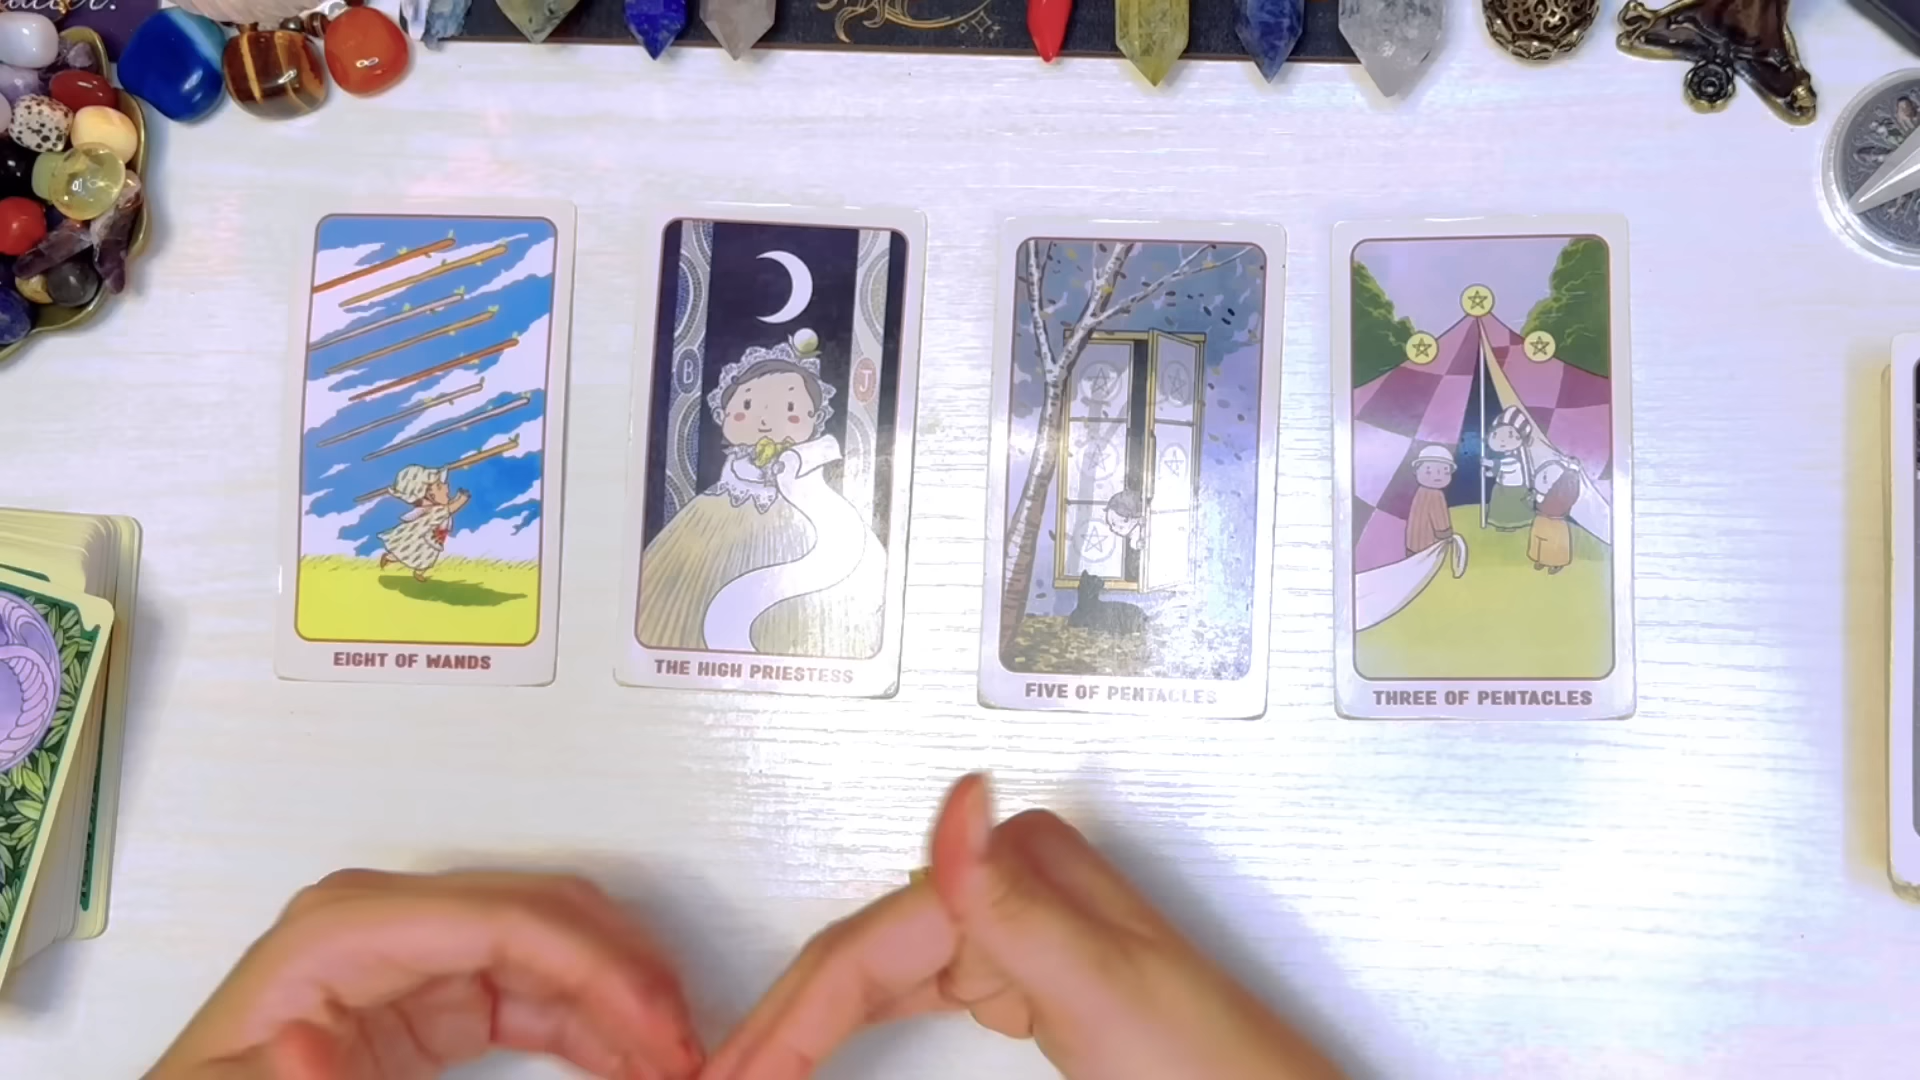 B
J
EIGHT OF WANDS
THE HIGH PRIESTESS
FIVE OF PENTACLES
THREE OF PENTACLES